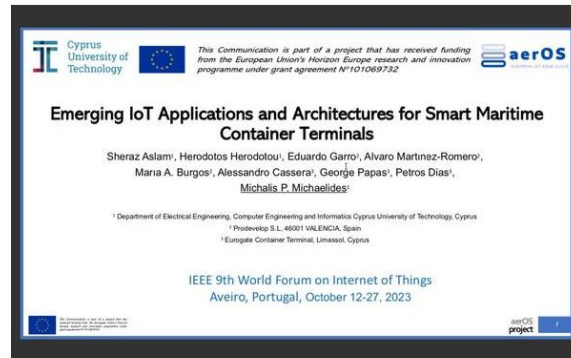 Cyprus
University of
Technology
This Communication is part of a project that has received funding
from the European Union's Horizon Europe research and innovation
programme under grant agreement Nº101069732
aerOS
Emerging IoT Applications and Architectures for Smart Maritime
Container Terminals
Sheraz Aslam¹, Herodotos Herodotou¹, Eduardo Garro², Alvaro Martınez-Romero²,
Marıa A. Burgos², Alessandro Cassera³, George Papas³, Petros Dias³,
Michalis P. Michaelides¹
¹ Department of Electrical Engineering, Computer Engineering and Informatics Cyprus University of Technology, Cyprus
² Prodevelop S.L, 46001 VALENCIA, Spain
³ Eurogate Container Terminal, Limassol, Cyprus
IEEE 9th World Forum on Internet of Things
Aveiro, Portugal, October 12-27, 2023
aerOS
project